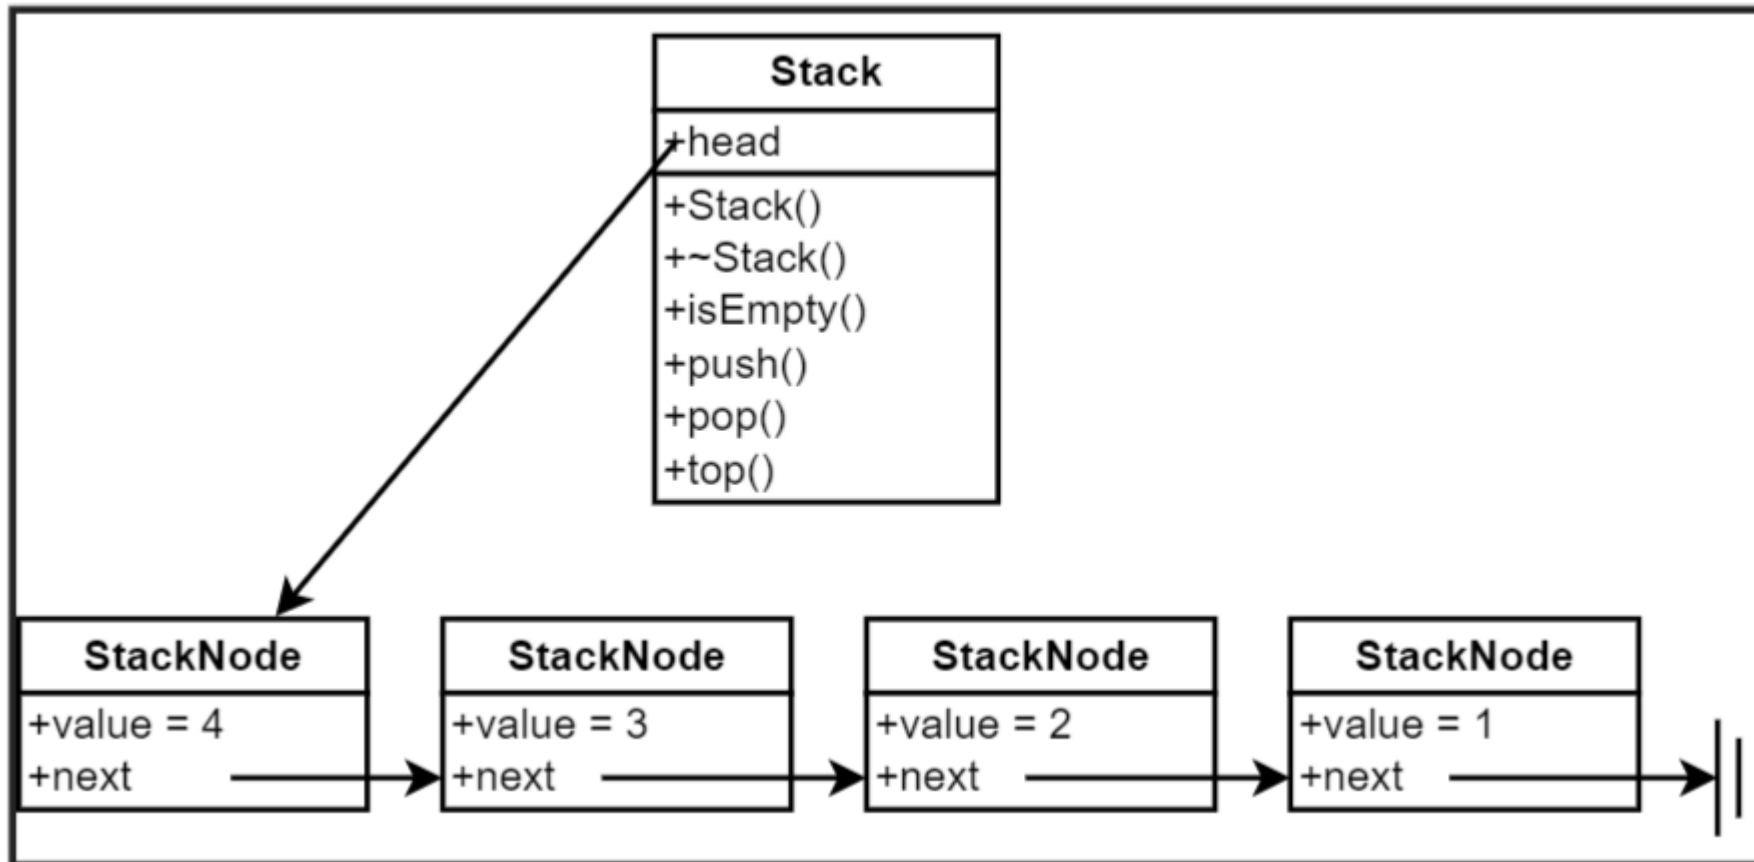 Stack
+head
+Stack()
+~Stack()
+isEmpty()
+push()
+pop()
+top()
StackNode
+value = 4
+next
StackNode
+value = 3
+next
StackNode
+value = 2
+next
StackNode
+value = 1
+next